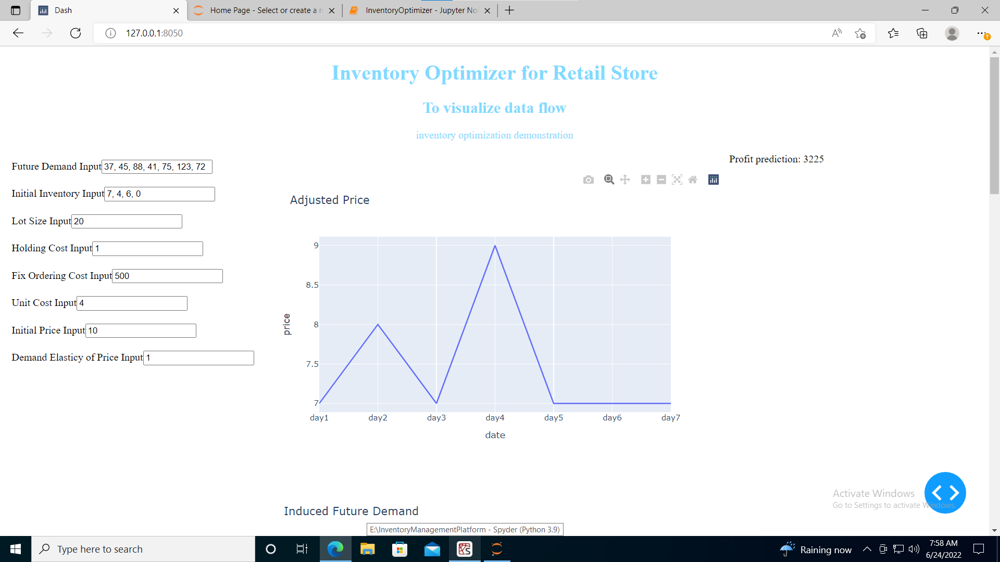 Dash
Home Page - Select or create a n
InventoryOptimizer - Jupyter No
127.0.0.1:8050
Inventory Optimizer for Retail Store
To visualize data flow
inventory optimization demonstration
Profit prediction: 3225
Future Demand Input 37, 45, 88, 41, 75, 123, 72
Initial Inventory Input 7, 4, 6, 0
Lot Size Input 20
Holding Cost Input 1
Fix Ordering Cost Input 500
Unit Cost Input 4
Initial Price Input 10
Demand Elasticy of Price Input 1
Adjusted Price
9
8.5
8
7.5
7
price
day1 day2 day3 day4 day5 day6 day7
date
Induced Future Demand
Activate Windows
Go to Settings to activate Windows.
E:\InventoryManagementPlatform - Spyder (Python 3.9)
Type here to search
Raining now
7:58 AM
6/24/2022